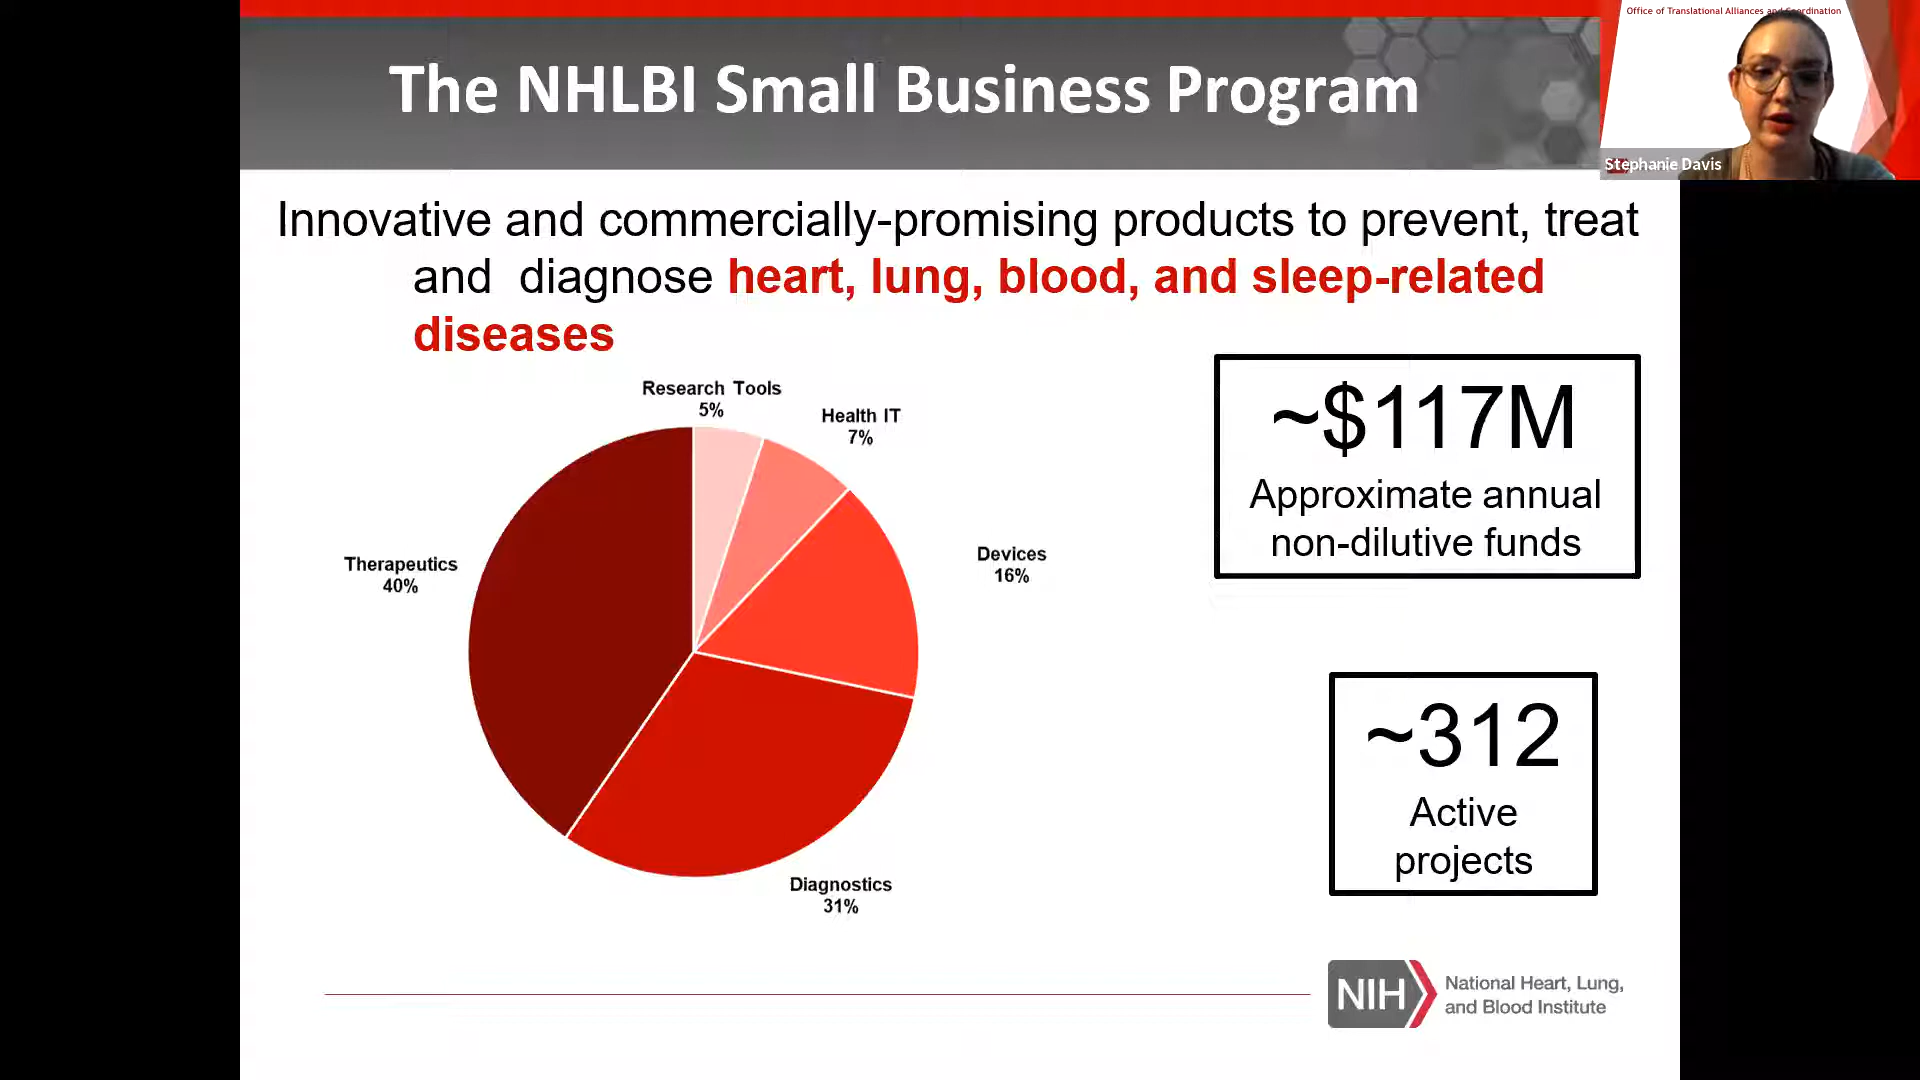 The NHLBI Small Business Program
Office of Translational Alliances and Coordination
Stephanie Davis
Innovative and commercially-promising products to prevent, treat
and diagnose heart, lung, blood, and sleep-related
diseases
Research Tools
5%
Health IT
7%
Devices
16%
Therapeutics
40%
Diagnostics
31%
~$117M
Approximate annual
non-dilutive funds
~312
Active
projects
NIH
National Heart, Lung,
and Blood Institute